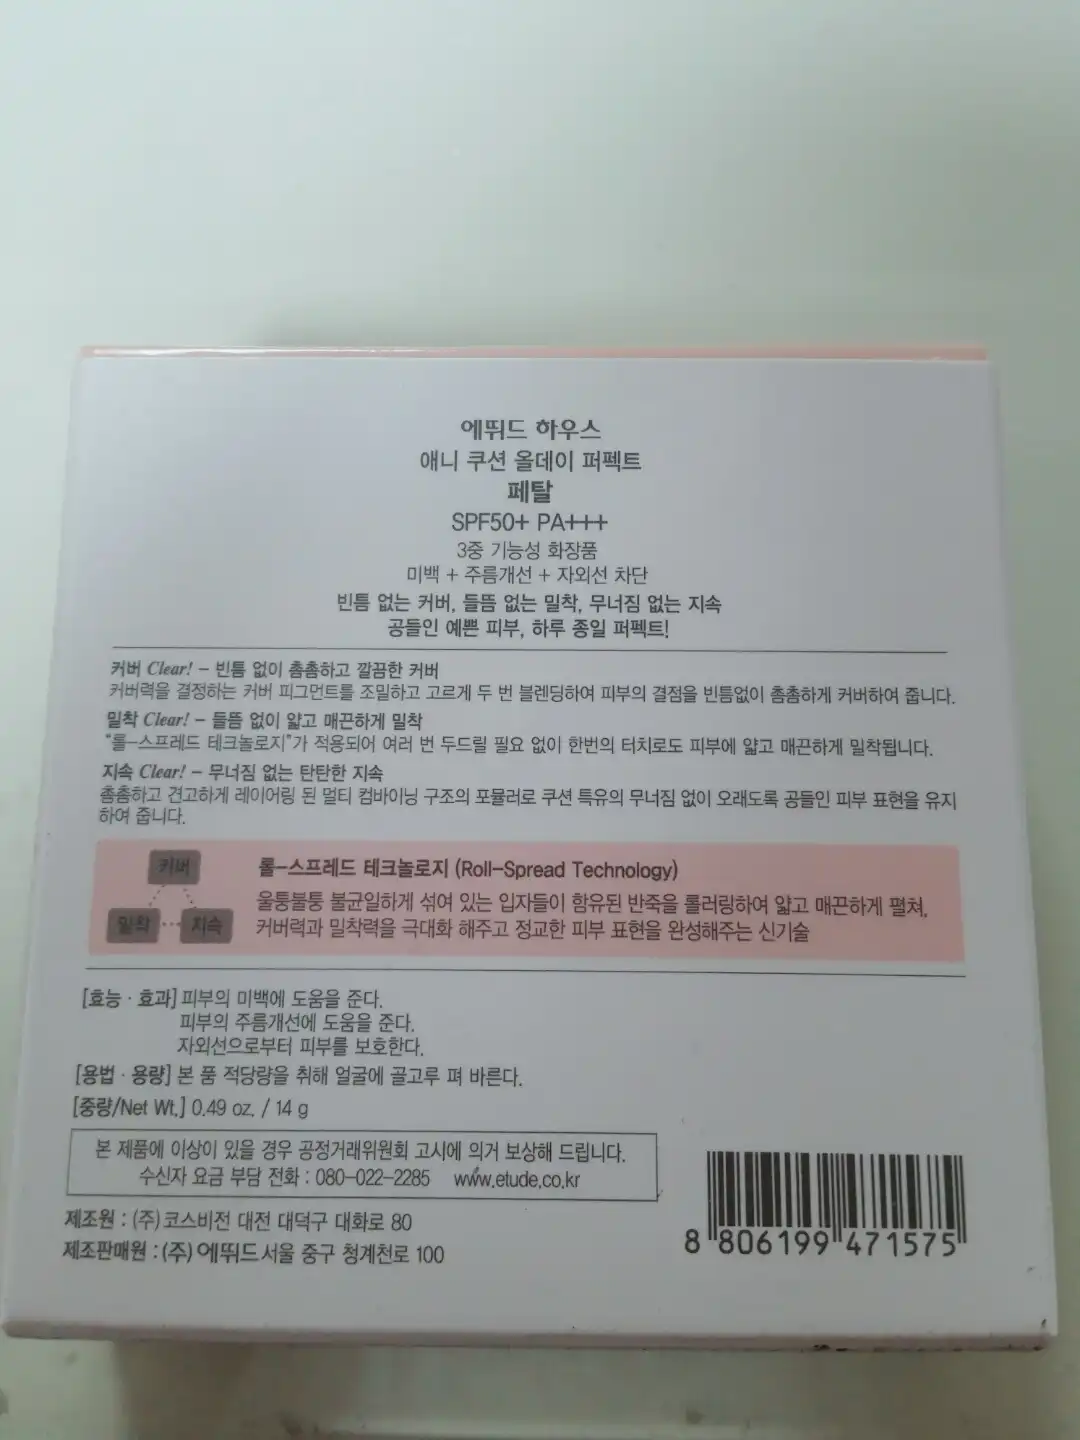 에뛰드 하우스
애니 쿠션 올데이 퍼펙트
페탈
SPF50+ PA+++
3중 기능성 화장품
미백 + 주름개선 + 자외선 차단
빈틈 없는 커버, 들뜸 없는 밀착, 무너짐 없는 지속
공들인 예쁜 피부, 하루 종일 퍼펙트!
커버 Clear! – 빈틈 없이 촘촘하고 깔끔한 커버
커버력을 결정하는 커버 피그먼트를 조밀하고 고르게 두 번 블렌딩하여 피부의 결점을 빈틈없이 촘촘하게 커버하여 줍니다.
밀착 Clear! – 들뜸 없이 얇고 매끈하게 밀착
“롤-스프레드 테크놀로지”가 적용되어 여러 번 두드릴 필요 없이 한번의 터치로도 피부에 얇고 매끈하게 밀착됩니다.
지속 Clear! – 무너짐 없는 탄탄한 지속
촘촘하고 견고하게 레이어링 된 멀티 컴바이닝 구조의 포뮬러로 쿠션 특유의 무너짐 없이 오래도록 공들인 피부 표현을 유지
하여 줍니다.
커버
밀착 지속
롤-스프레드 테크놀로지 (Roll-Spread Technology)
울퉁불퉁 불균일하게 섞여 있는 입자들이 함유된 반죽을 롤러링하여 얇고 매끈하게 펼쳐,
커버력과 밀착력을 극대화 해주고 정교한 피부 표현을 완성해주는 신기술
[효능 · 효과] 피부의 미백에 도움을 준다.
피부의 주름개선에 도움을 준다.
자외선으로부터 피부를 보호한다.
[용법 · 용량] 본 품 적당량을 취해 얼굴에 골고루 펴 바른다.
[중량/Net Wt.] 0.49 oz. / 14 g
본 제품에 이상이 있을 경우 공정거래위원회 고시에 의거 보상해 드립니다.
수신자 요금 부담 전화 : 080-022-2285 www.etude.co.kr
제조원 : (주)코스비전 대전 대덕구 대화로 80
제조판매원 : (주)에뛰드 서울 중구 청계천로 100
8 806199 471575